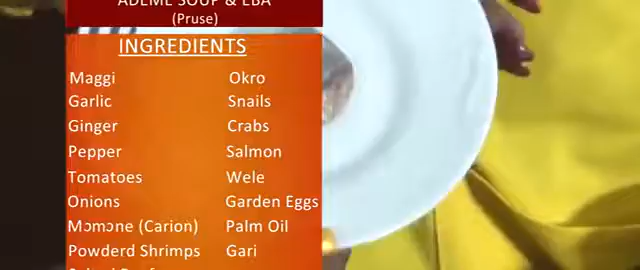 ADEME SOUP & EBA
(Pruse)
INGREDIENTS
Maggi
Garlic
Ginger
Pepper
Tomatoes
Onions
Mɔmɔne (Carion)
Powderd Shrimps
Okro
Snails
Crabs
Salmon
Wele
Garden Eggs
Palm Oil
Gari